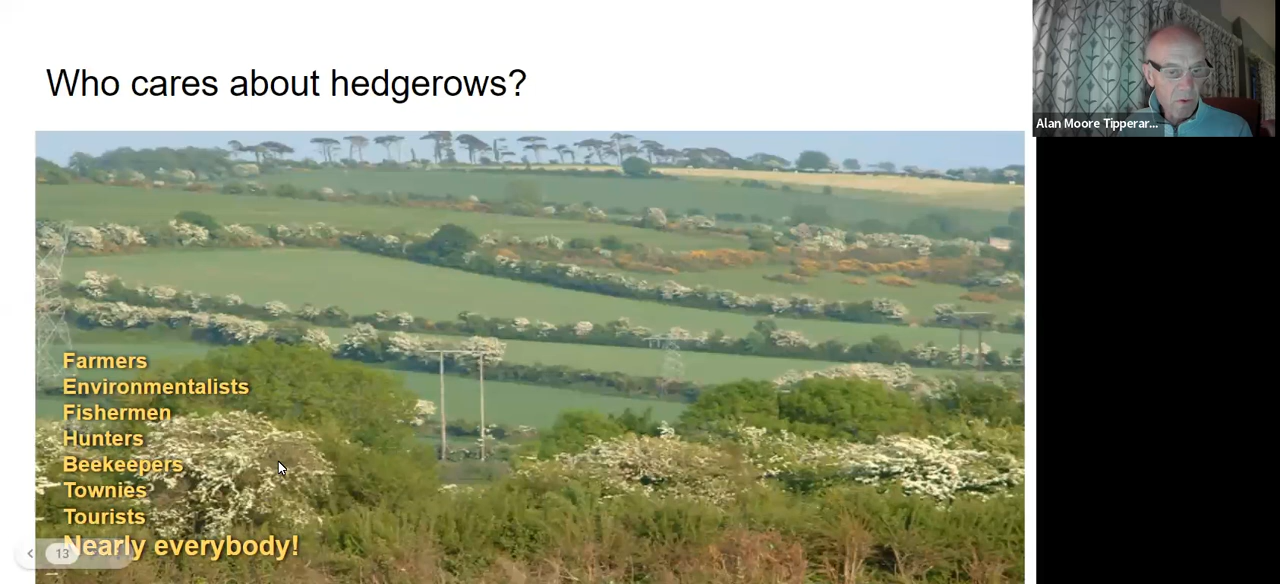 Who cares about hedgerows?
Alan Moore Tipperar...
Farmers
Environmentalists
Fishermen
Hunters
Beekeepers
Townies
Tourists
Nearly everybody!
13